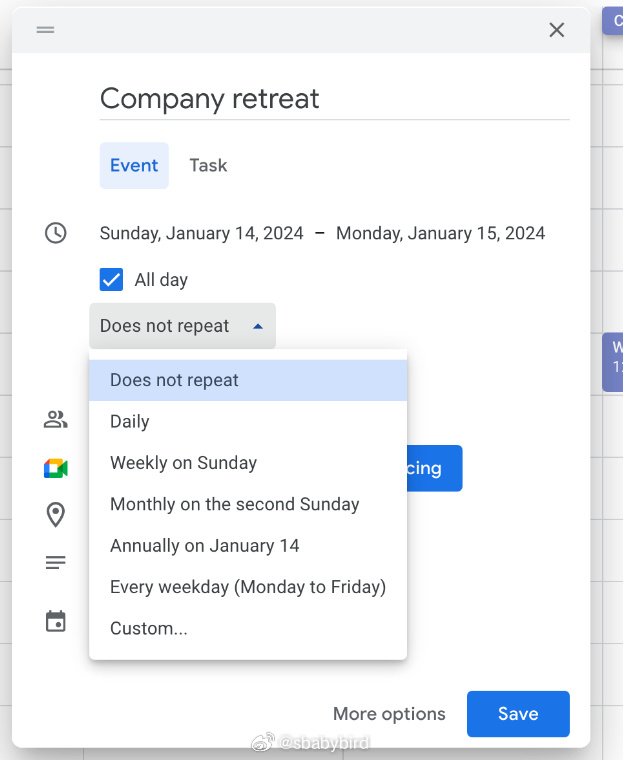 Company retreat
Event Task
Sunday, January 14, 2024 – Monday, January 15, 2024
All day
Does not repeat
Does not repeat
Daily
Weekly on Sunday
cing
Monthly on the second Sunday
Annually on January 14
Every weekday (Monday to Friday)
Custom...
More options Save
@sbabybird